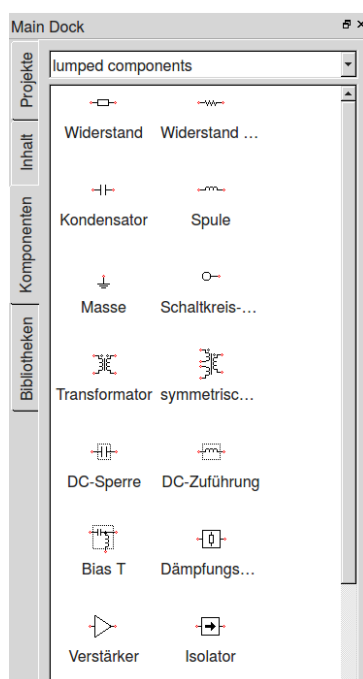 Main Dock
Projekte
Inhalt
Komponenten
Bibliotheken
lumped components
Widerstand Widerstand ...
Kondensator Spule
Masse Schaltkreis-...
Transformator symmetrisc...
DC-Sperre DC-Zuführung
Bias T Dämpfungs...
Verstärker Isolator